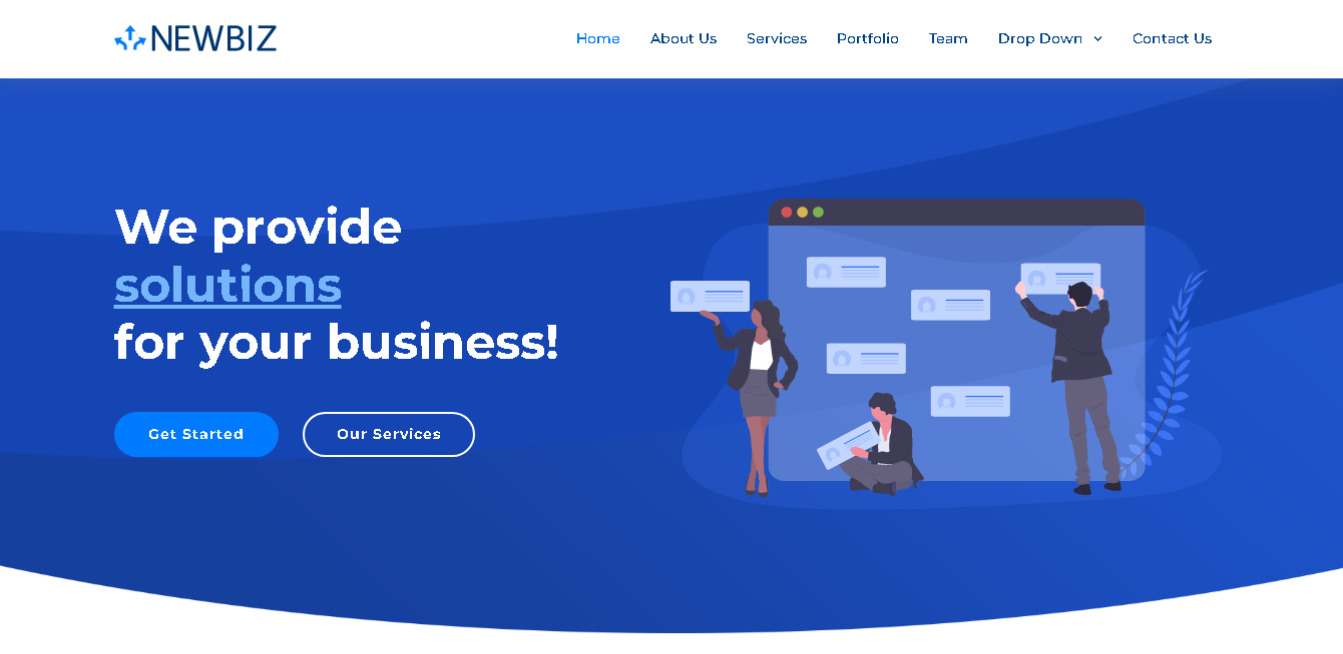 NEWBIZ
Home About Us Services Portfolio Team Drop Down Contact Us
We provide
solutions
for your business!
Get Started Our Services